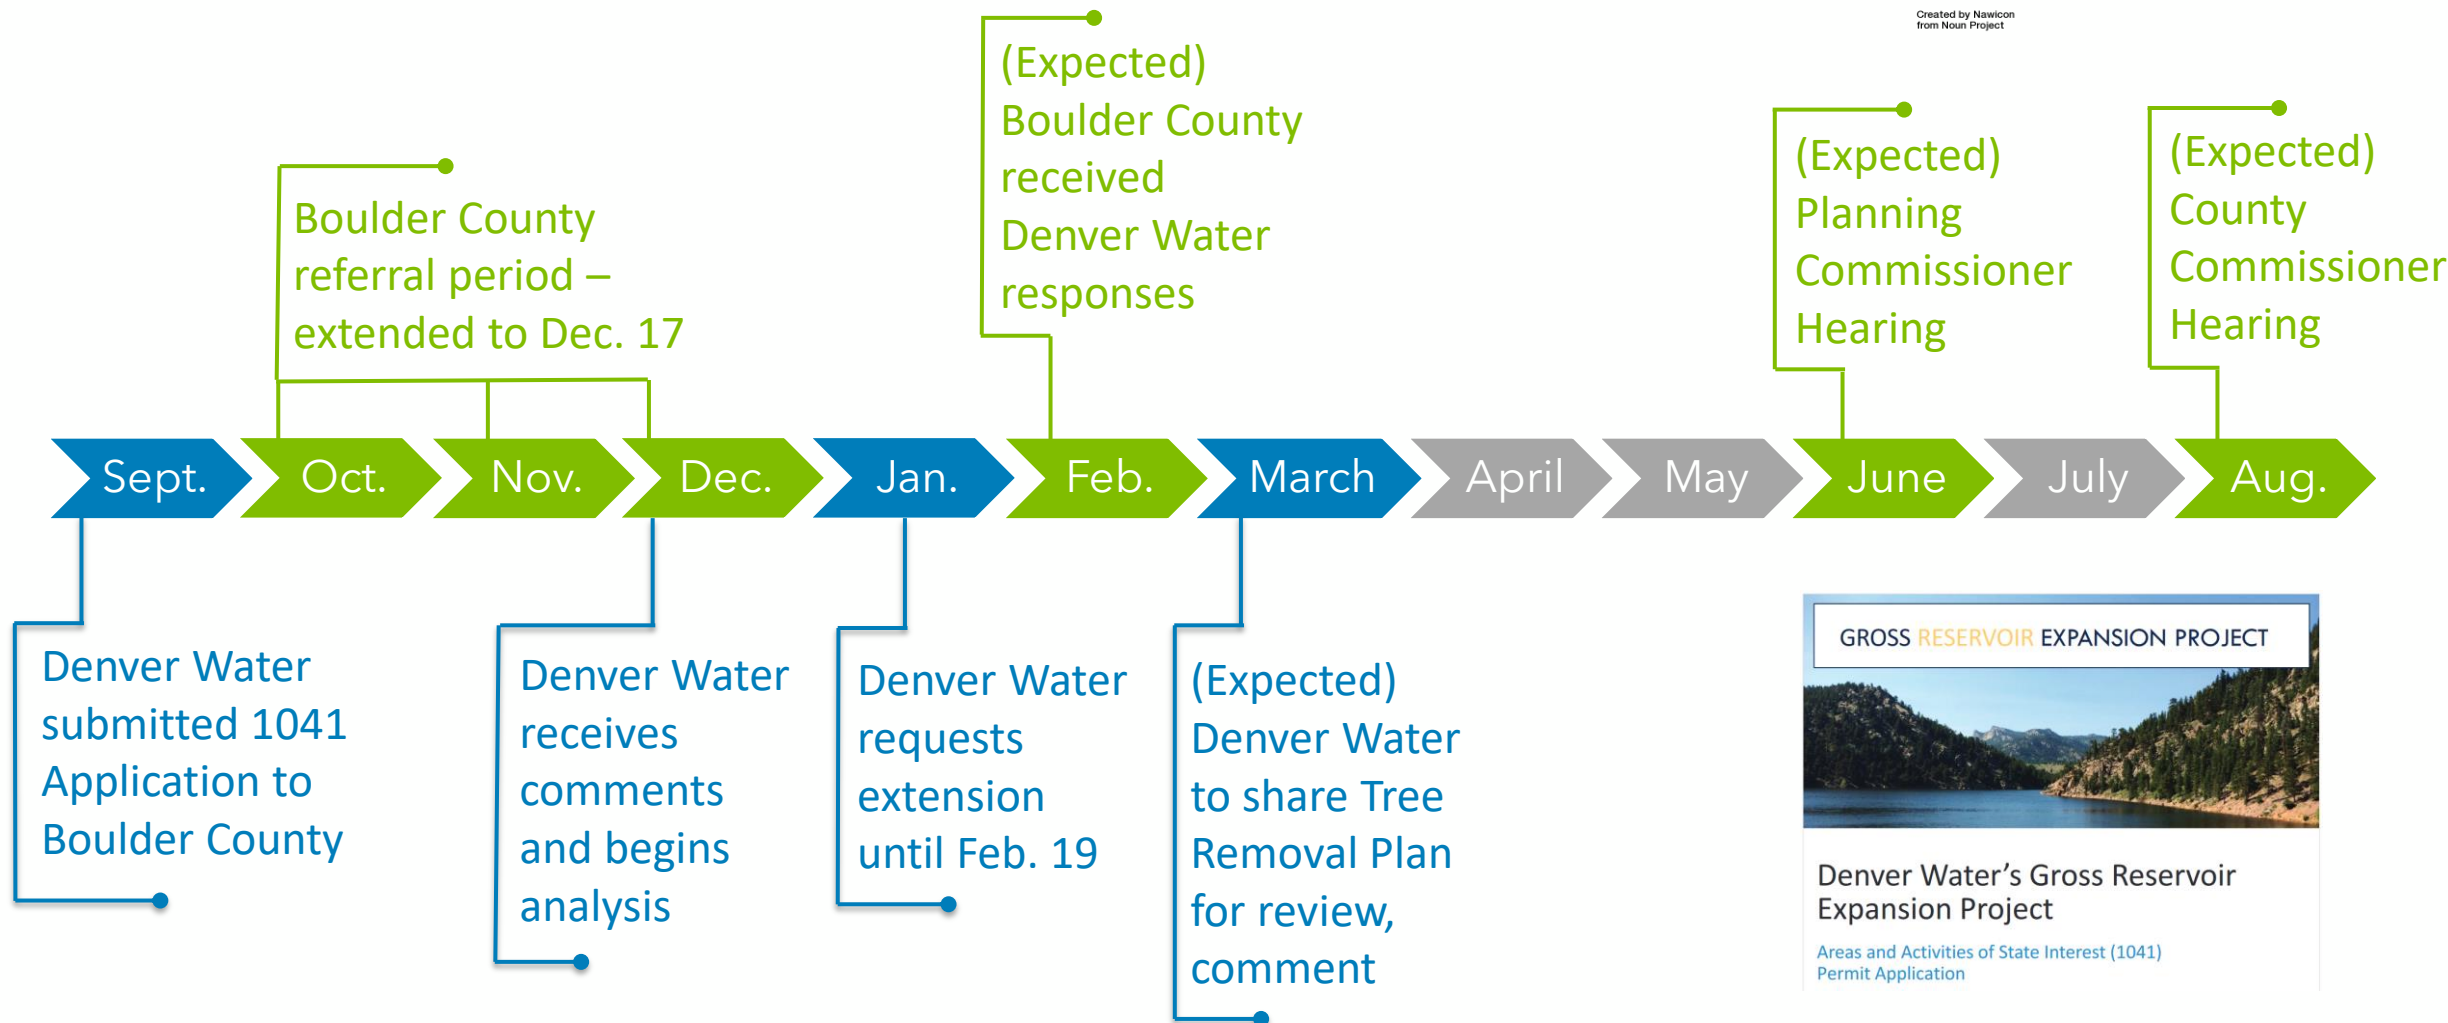 Created by Nawicon
from Noun Project
(Expected)
Boulder County
received
Denver Water
responses
(Expected)
Planning
Commissioner
Hearing
(Expected)
County
Commissioner
Hearing
Boulder County
referral period –
extended to Dec. 17
Sept.
Oct.
Nov.
Dec.
Jan.
Feb.
March
April
May
June
July
Aug.
Denver Water
submitted 1041
Application to
Boulder County
Denver Water
receives
comments
and begins
analysis
Denver Water
requests
extension
until Feb. 19
(Expected)
Denver Water
to share Tree
Removal Plan
for review,
comment
GROSS RESERVOIR EXPANSION PROJECT
Denver Water’s Gross Reservoir
Expansion Project
Areas and Activities of State Interest (1041)
Permit Application